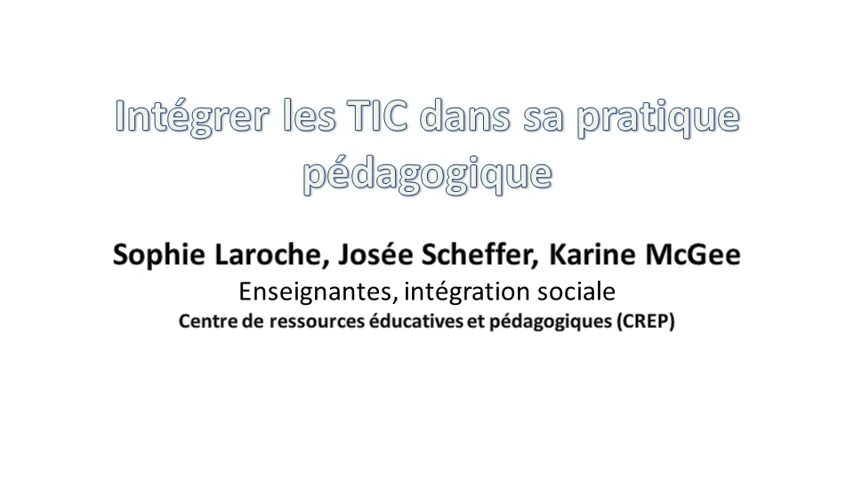 Intégrer les TIC dans sa pratique
pédagogique
Sophie Laroche, Josée Scheffer, Karine McGee
Enseignantes, intégration sociale
Centre de ressources éducatives et pédagogiques (CREP)